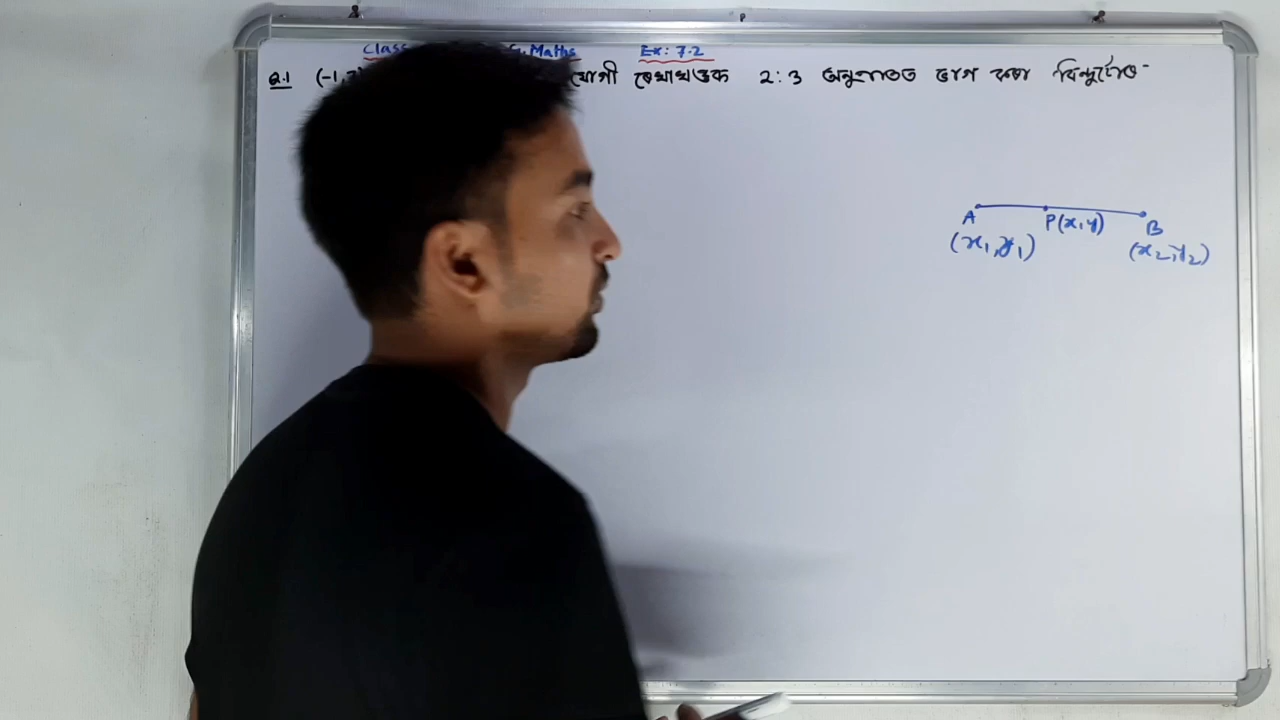 Class Maths Ex: 7.2
Q.1 (-1, যোগী ৰেখাখণ্ডক 2:3 অনুপাতত ভাগ কৰা বিন্দুটোৰ
A P(x,y) B
(x₁,y₁) (x₂,y₂)